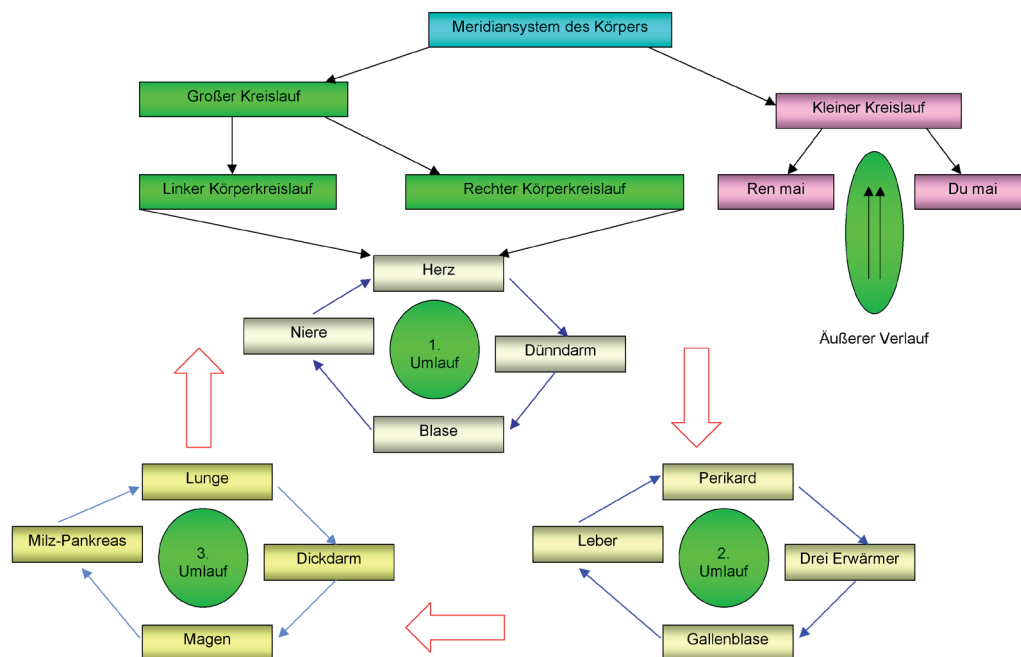 Meridiansystem des Körpers
Großer Kreislauf
Kleiner Kreislauf
Linker Körperkreislauf
Rechter Körperkreislauf
Ren mai
Du mai
Herz
Niere
1.
Umlauf
Dünndarm
Blase
Äußerer Verlauf
Lunge
Milz-Pankreas
3.
Umlauf
Dickdarm
Magen
Perikard
Leber
2.
Umlauf
Drei Erwärmer
Gallenblase